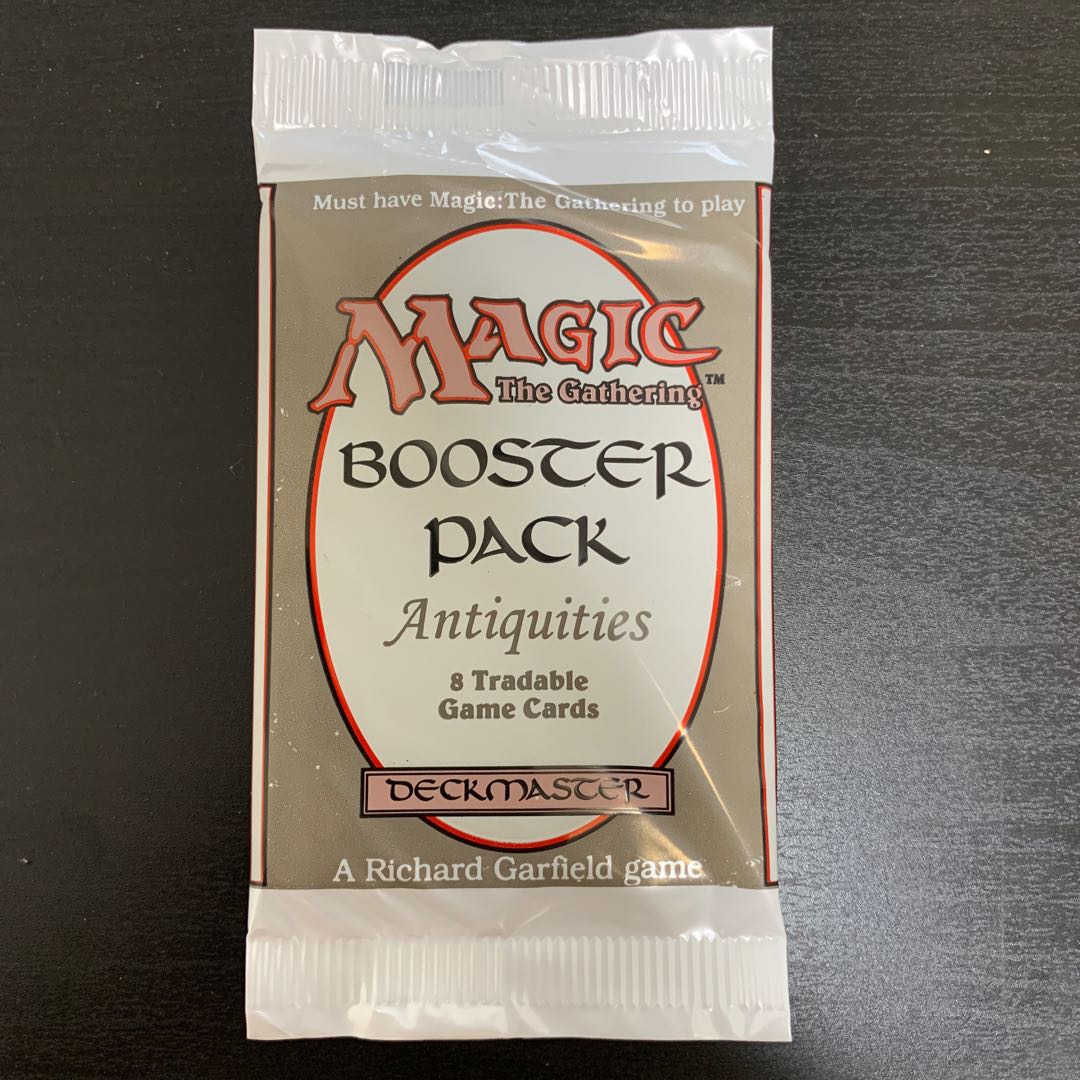 Must have Magic:The Gathering to play
MAGIC
The Gathering™
BOOSTER
PACK
Antiquities
8 Tradable
Game Cards
DECKMASTER
A Richard Garfield game